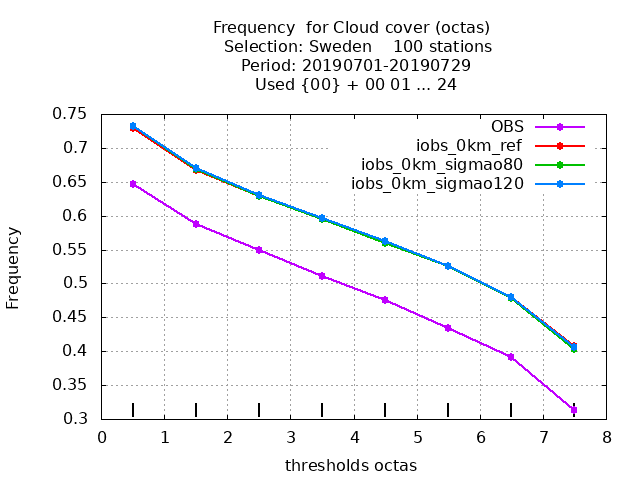 Frequency  for Cloud cover (octas)
Selection: Sweden    100 stations
Period: 20190701-20190729
Used {00} + 00 01 ... 24
0.75
0.7
0.65
0.6
0.55
0.5
0.45
0.4
0.35
0.3
Frequency
OBS
iobs_0km_ref
iobs_0km_sigmao80
iobs_0km_sigmao120
0 1 2 3 4 5 6 7 8
thresholds octas